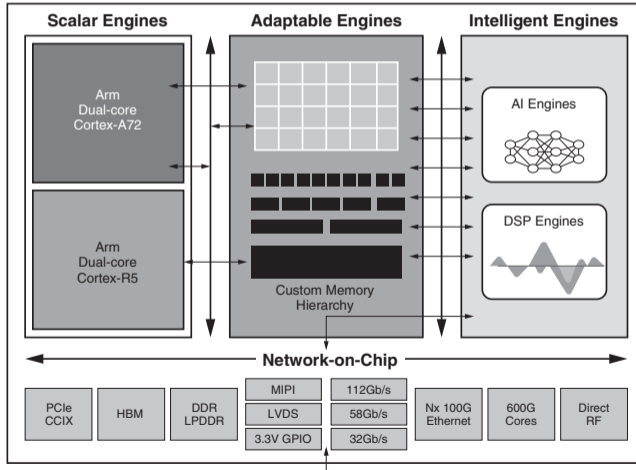 Scalar Engines
Adaptable Engines
Intelligent Engines
Arm
Dual-core
Cortex-A72
Arm
Dual-core
Cortex-R5
Custom Memory
Hierarchy
AI Engines
DSP Engines
Network-on-Chip
PCIe
CCIX
HBM
DDR
LPDDR
MIPI
LVDS
3.3V GPIO
112Gb/s
58Gb/s
32Gb/s
Nx 100G
Ethernet
600G
Cores
Direct
RF